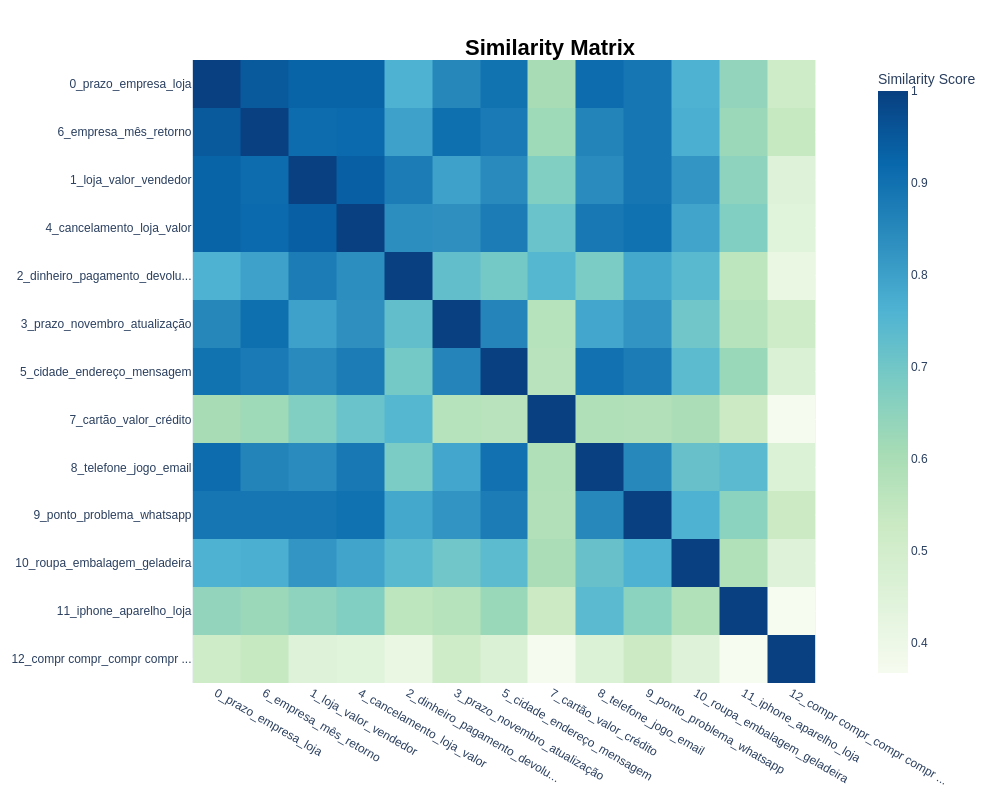 Similarity Matrix
Similarity Score
0_prazo_empresa_loja
6_empresa_mês_retorno
1_loja_valor_vendedor
4_cancelamento_loja_valor
2_dinheiro_pagamento_devolu...
3_prazo_novembro_atualização
5_cidade_endereço_mensagem
7_cartão_valor_crédito
8_telefone_jogo_email
9_ponto_problema_whatsapp
10_roupa_embalagem_geladeira
11_iphone_aparelho_loja
12_compr compr_compr compr ...
0_prazo_empresa_loja
6_empresa_mês_retorno
1_loja_valor_vendedor
4_cancelamento_loja_valor
2_dinheiro_pagamento_devolu...
3_prazo_novembro_atualização
5_cidade_endereço_mensagem
7_cartão_valor_crédito
8_telefone_jogo_email
9_ponto_problema_whatsapp
10_roupa_embalagem_geladeira
11_iphone_aparelho_loja
12_compr compr_compr compr ...
1
0.9
0.8
0.7
0.6
0.5
0.4